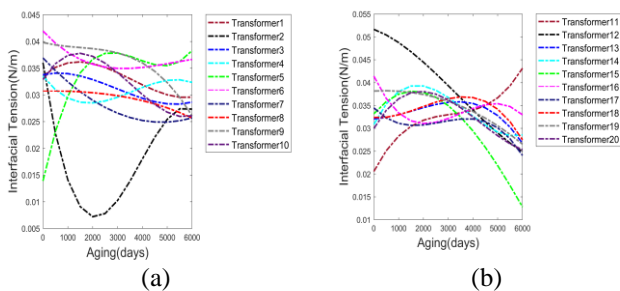 0.045
0.04
0.035
0.03
0.025
0.02
0.015
0.01
0.005
Interfacial Tension(N/m)
0 1000 2000 3000 4000 5000 6000
Aging(days)
Transformer1
Transformer2
Transformer3
Transformer4
Transformer5
Transformer6
Transformer7
Transformer8
Transformer9
Transformer10
(a)
0.055
0.05
0.045
0.04
0.035
0.03
0.025
0.02
0.015
0.01
Interfacial Tension(N/m)
0 1000 2000 3000 4000 5000 6000
Aging(days)
Transformer11
Transformer12
Transformer13
Transformer14
Transformer15
Transformer16
Transformer17
Transformer18
Transformer19
Transformer20
(b)